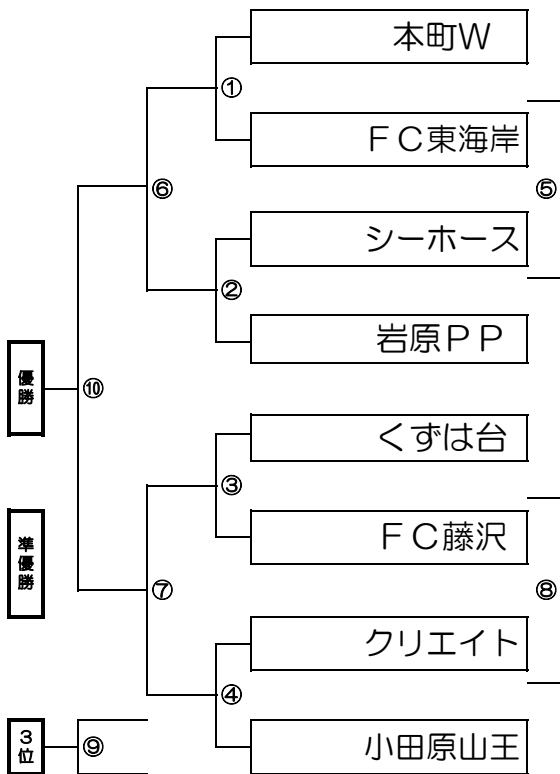 本町W
①
FC東海岸
⑥
⑤
シーホース
②
岩原PP
優勝
⑩
くずは台
③
FC藤沢
準優勝
⑦
⑧
クリエイト
④
3位
⑨
小田原山王